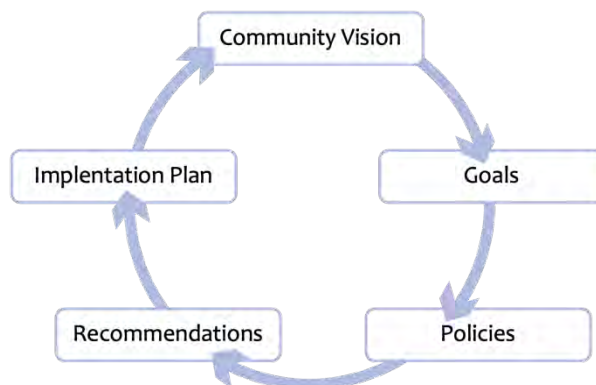 Community Vision
Goals
Policies
Recommendations
Implentation Plan